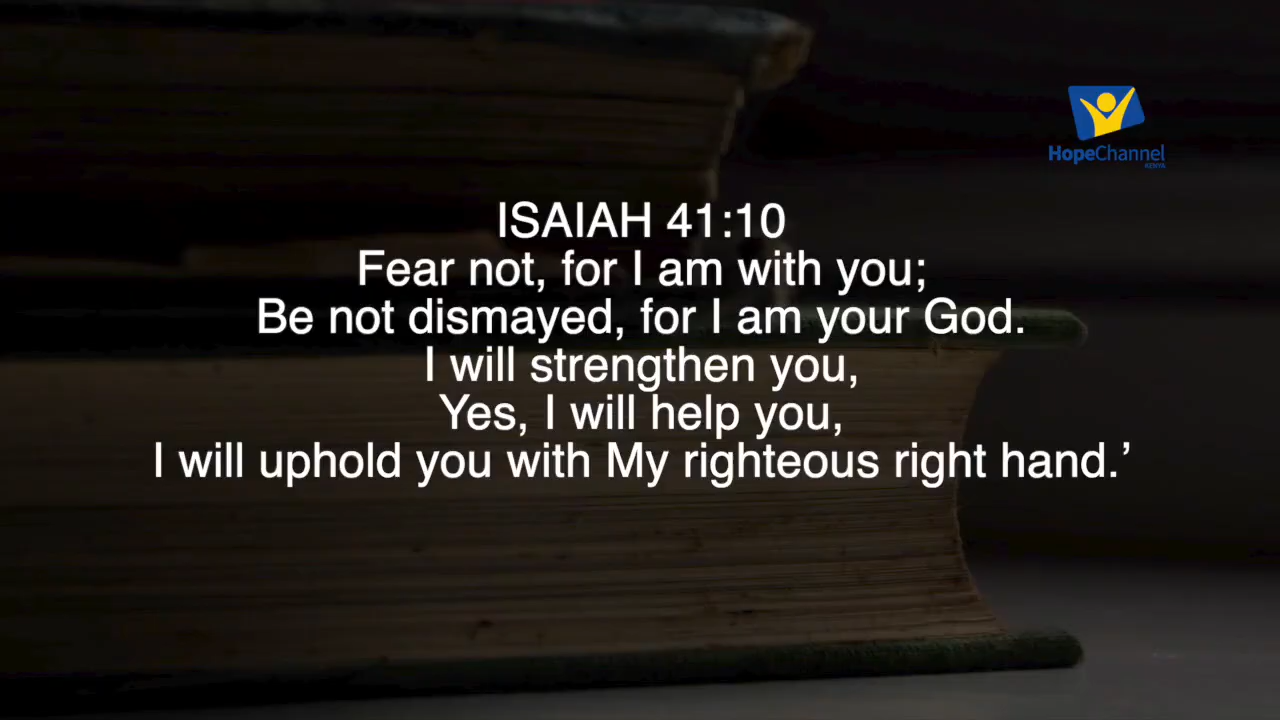 HopeChannel
KENYA
ISAIAH 41:10
Fear not, for I am with you;
Be not dismayed, for I am your God.
I will strengthen you,
Yes, I will help you,
I will uphold you with My righteous right hand.’